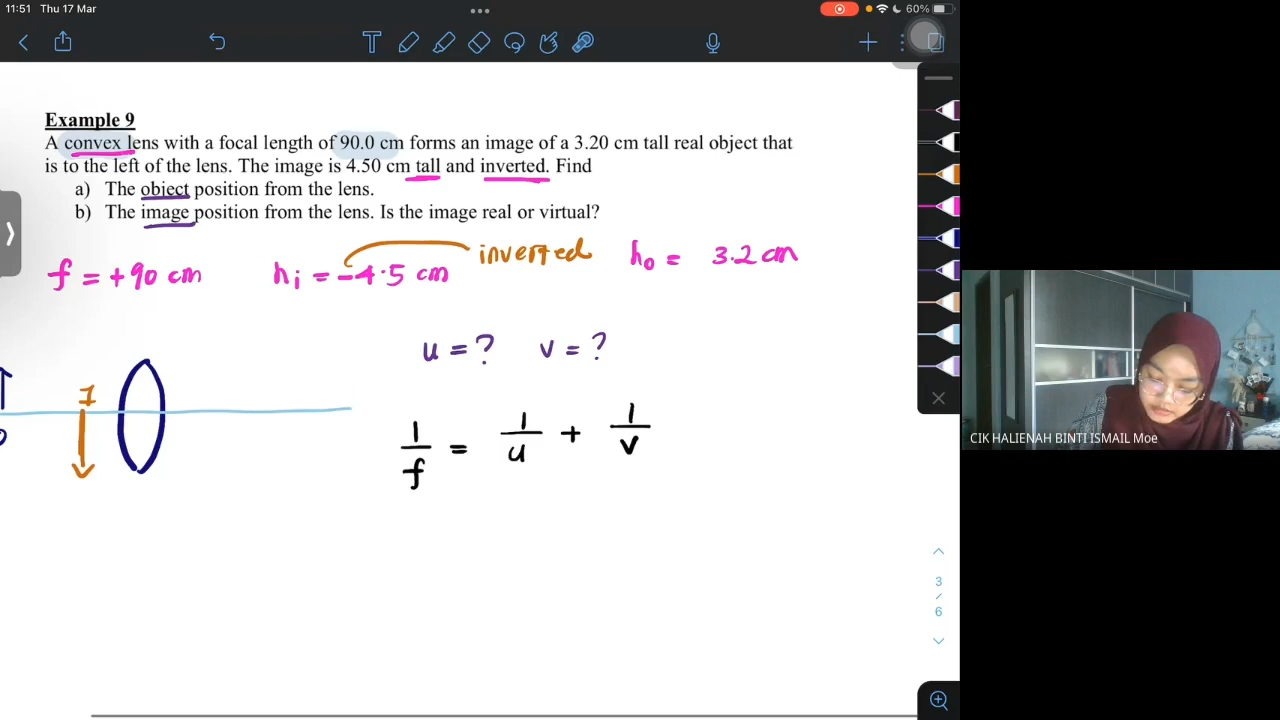 11:51 Thu 17 Mar
60%
T
Example 9
A convex lens with a focal length of 90.0 cm forms an image of a 3.20 cm tall real object that
is to the left of the lens. The image is 4.50 cm tall and inverted. Find
a) The object position from the lens.
b) The image position from the lens. Is the image real or virtual?
f = +90 cm
hi = -4.5 cm
inverted
ho = 3.2 cm
u = ? v = ?
I
1/f = 1/u + 1/v
3
/
6
CIK HALIENAH BINTI ISMAIL Moe